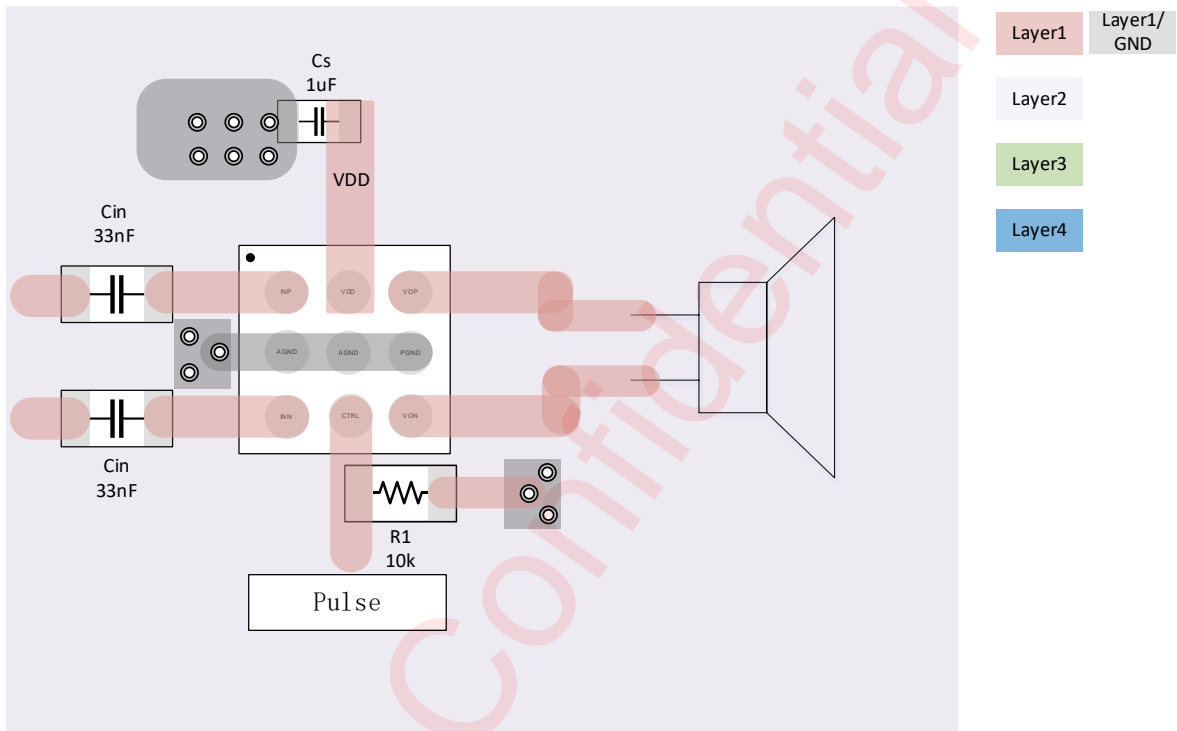 Layer1
Layer1/
GND
Layer2
Layer3
Layer4
Cs
1uF
VDD
Cin
33nF
INP
VDD
VOP
AGND
AGND
PGND
INN
CTRL
VON
Cin
33nF
R1
10k
Pulse
Confidential